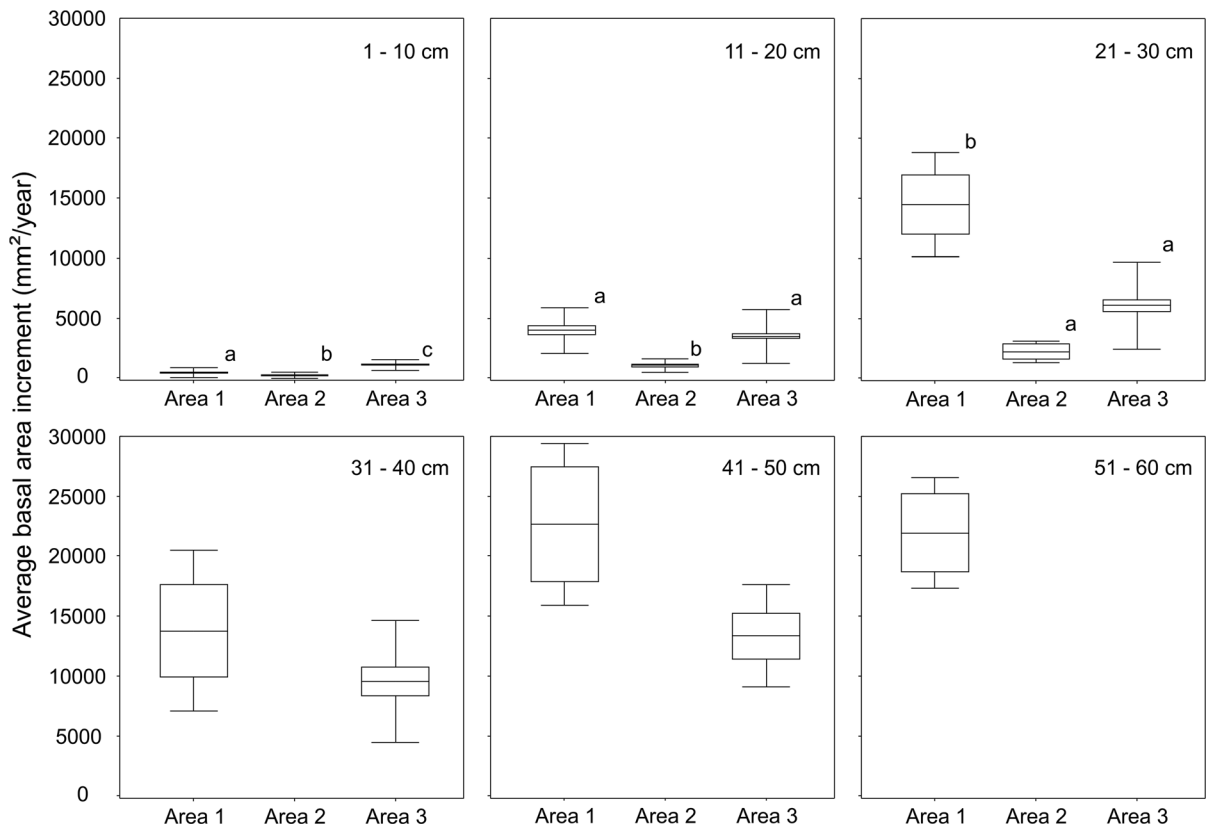 Average basal area increment (mm²/year)
30000
25000
20000
15000
10000
5000
0
1 - 10 cm
a
b
c
Area 1
Area 2
Area 3
11 - 20 cm
a
b
a
Area 1
Area 2
Area 3
21 - 30 cm
b
a
a
Area 1
Area 2
Area 3
30000
25000
20000
15000
10000
5000
0
31 - 40 cm
Area 1
Area 2
Area 3
41 - 50 cm
Area 1
Area 2
Area 3
51 - 60 cm
Area 1
Area 2
Area 3